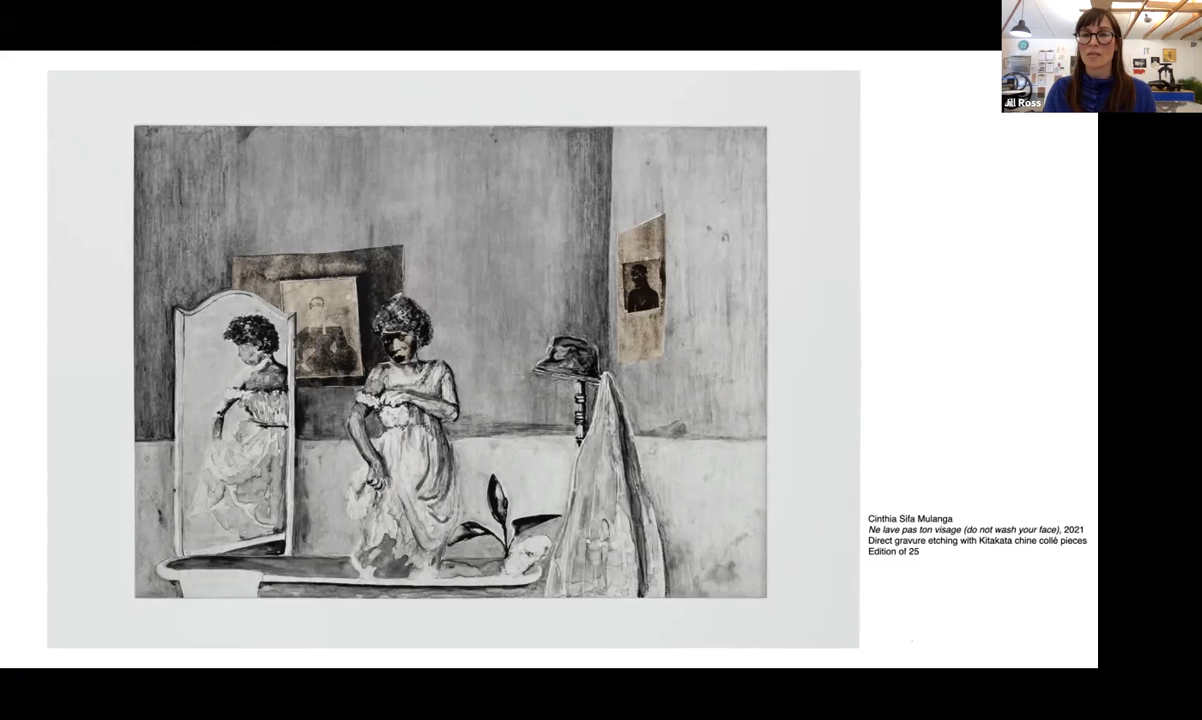 Jill Ross
Cinthia Sifa Mulanga
Ne lave pas ton visage (do not wash your face), 2021
Direct gravure etching with Kitakata chine collé pieces
Edition of 25